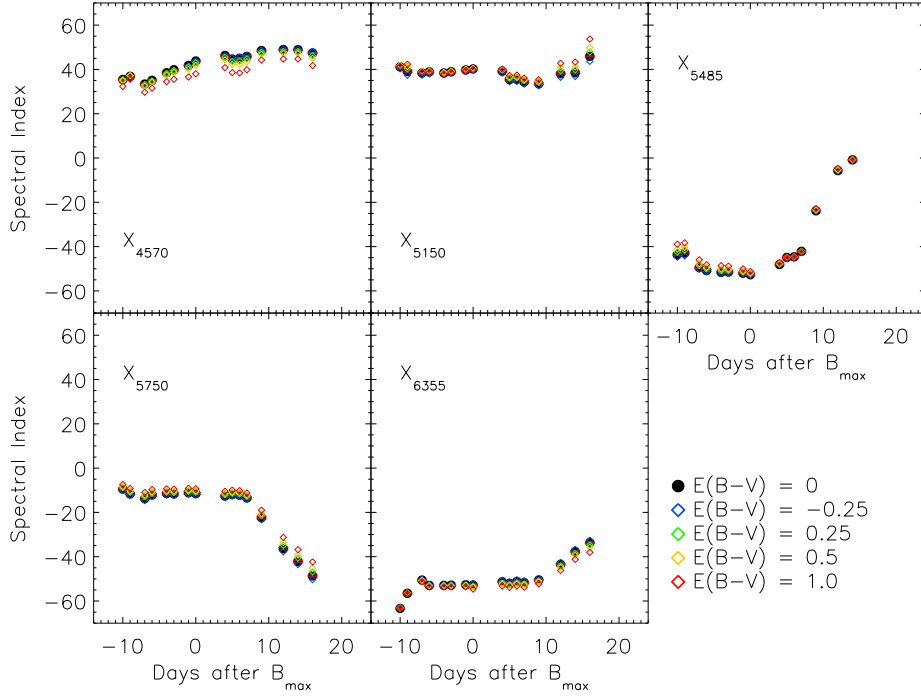 60
40
20
0
−20
−40
−60
Spectral Index
X4570
X5150
X5485
−10 0 10 20
Days after Bmax
60
40
20
0
−20
−40
−60
Spectral Index
X5750
X6355
E(B−V) = 0
E(B−V) = −0.25
E(B−V) = 0.25
E(B−V) = 0.5
E(B−V) = 1.0
−10 0 10 20
−10 0 10 20
Days after Bmax
Days after Bmax